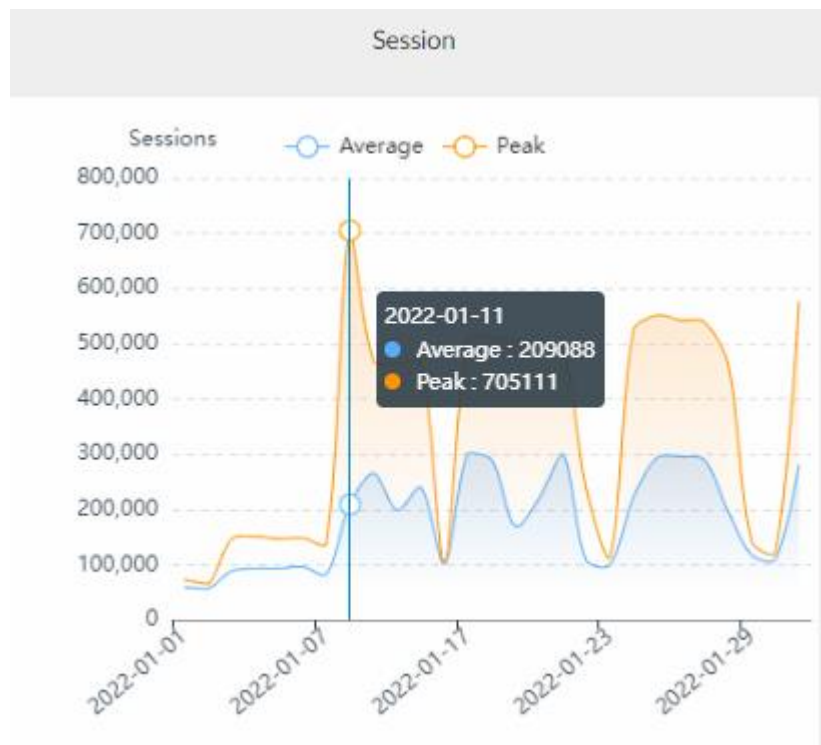 Session
Sessions
Average
Peak
800,000
700,000
600,000
500,000
400,000
300,000
200,000
100,000
0
2022-01-11
Average : 209088
Peak : 705111
2022-01-01
2022-01-07
2022-01-17
2022-01-23
2022-01-29